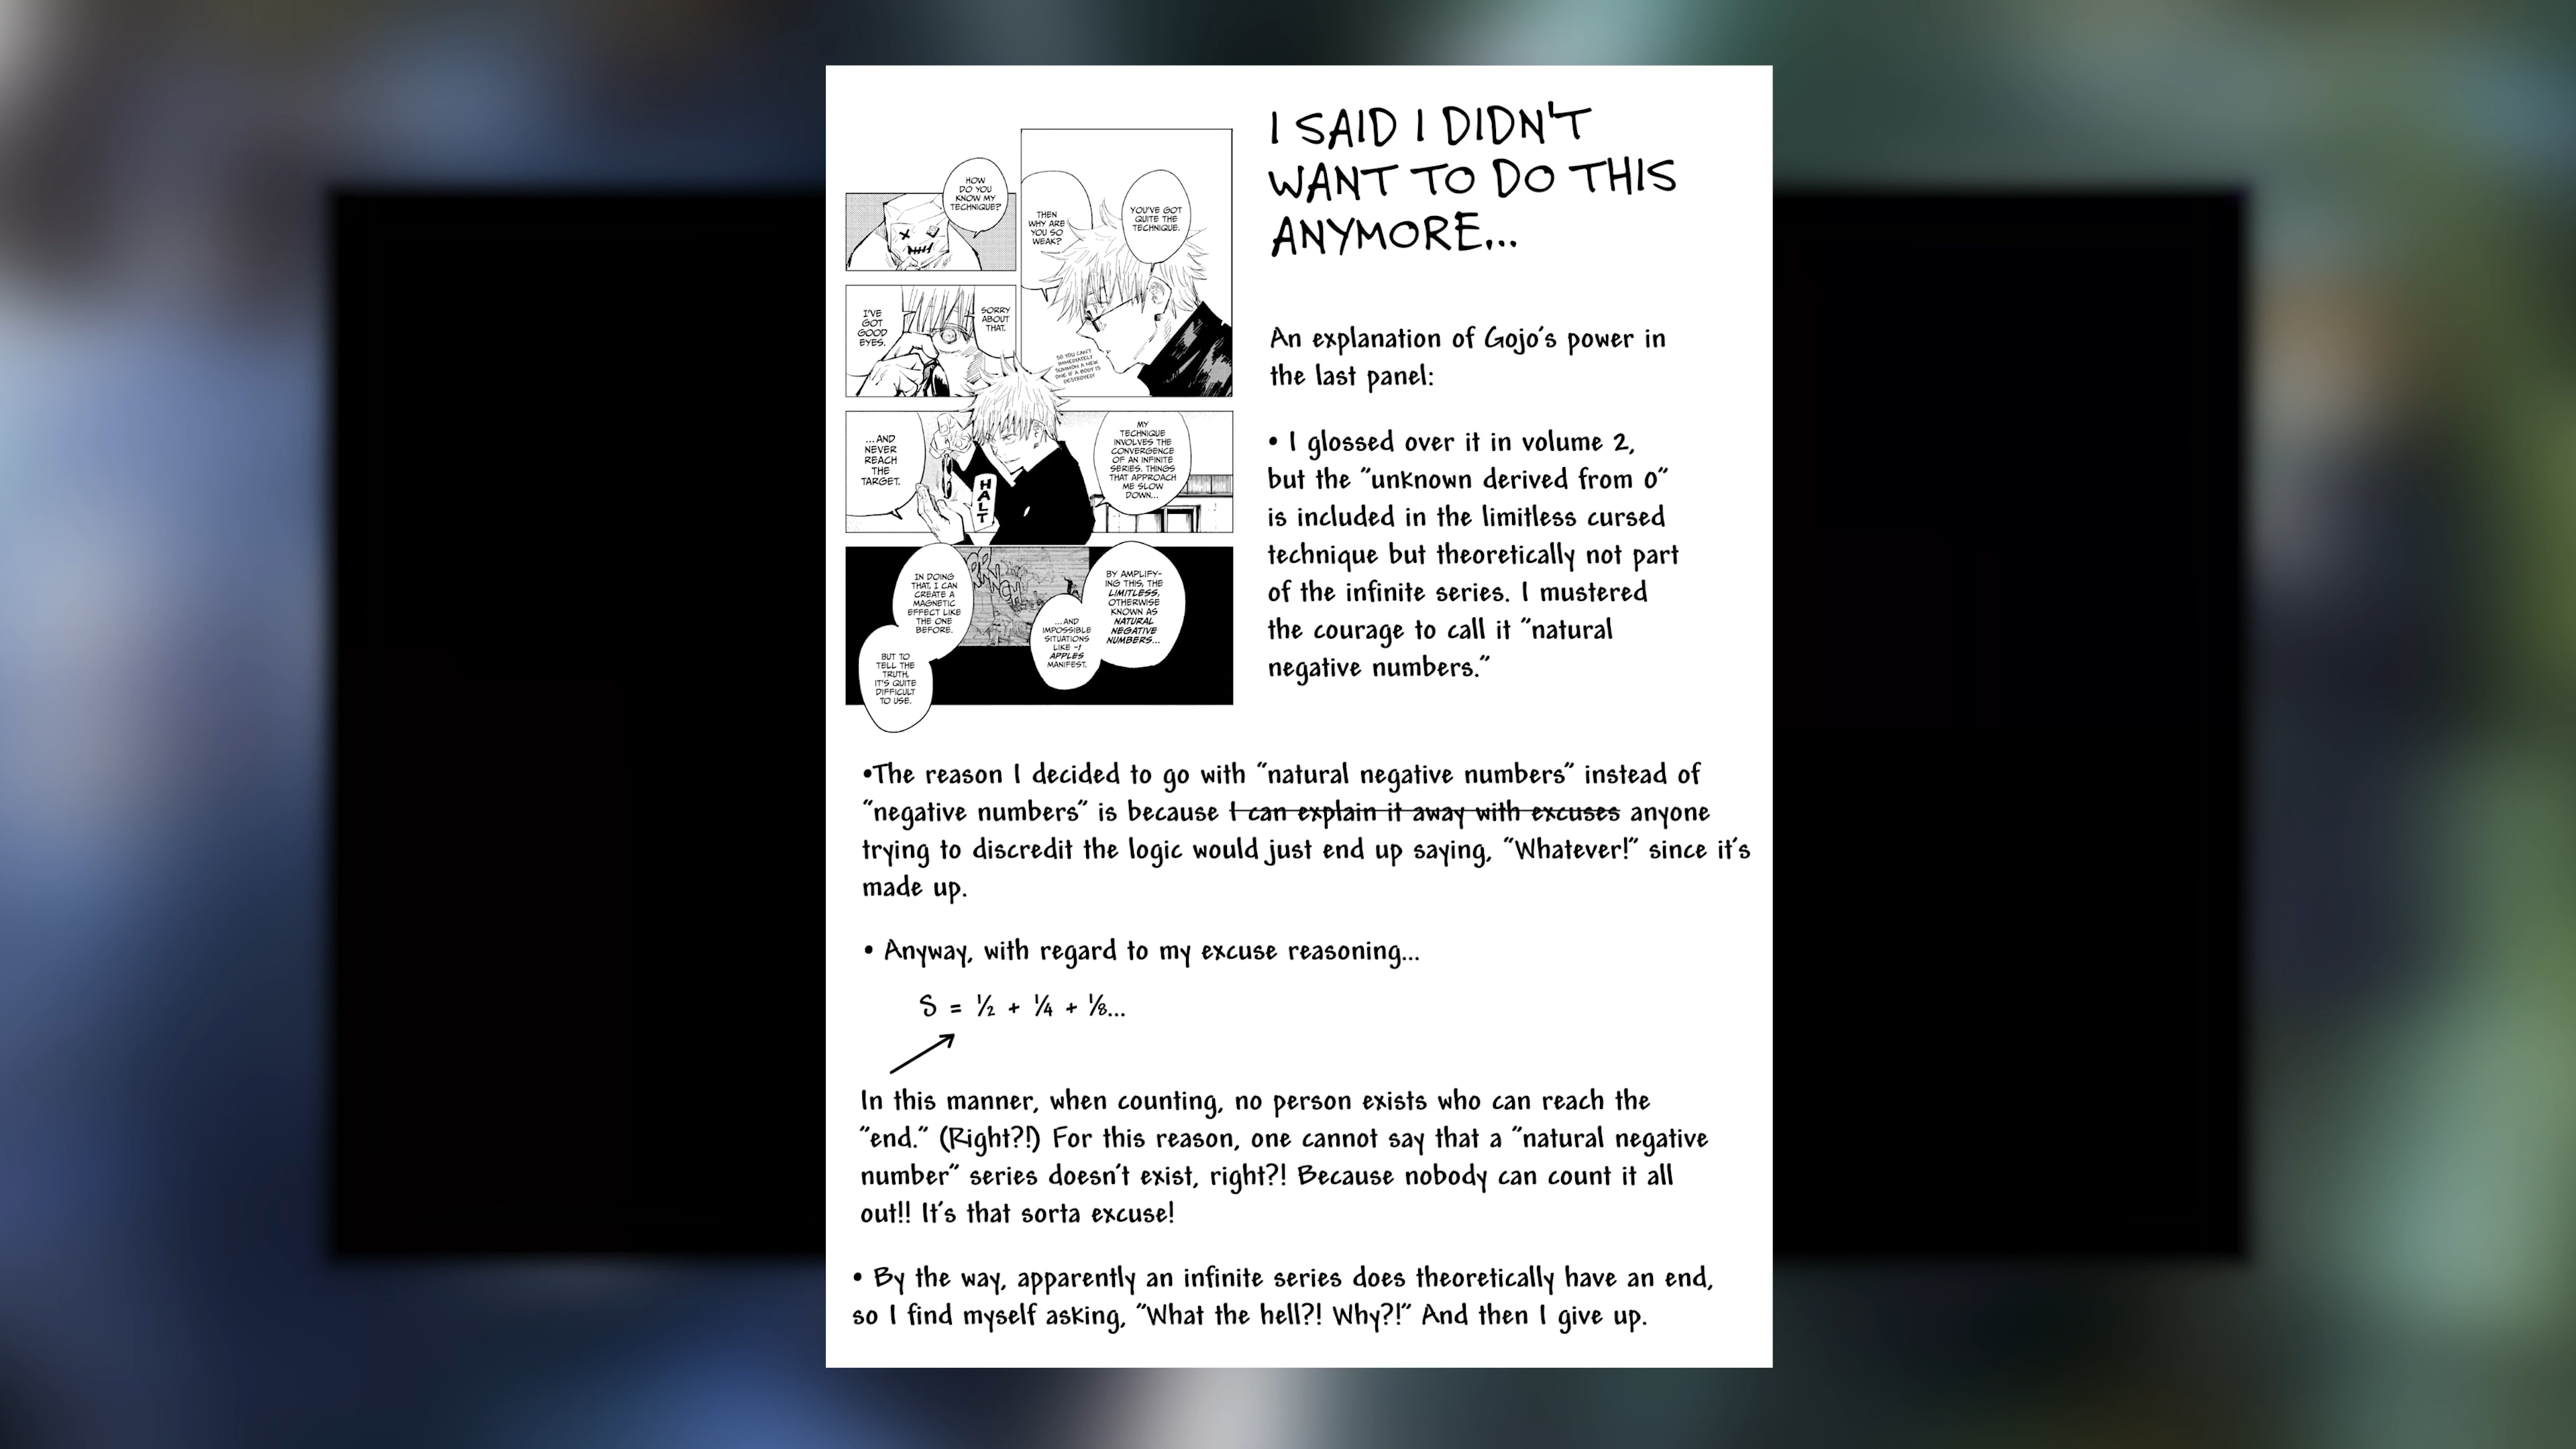 I SAID I DIDN'T
WANT TO DO THIS
ANYMORE...
HOW
DO YOU
KNOW MY
TECHNIQUE?
YOU'VE GOT
QUITE THE
TECHNIQUE.
THEN
WHY ARE
YOU SO
WEAK?
SO YOU CAN'T
IMMEDIATELY
SUMMON A NEW
ONE IF A BODY IS
DESTROYED!
SORRY
ABOUT
THAT.
I'VE
GOT
GOOD
EYES.
MY
TECHNIQUE
INVOLVES THE
CONVERGENCE
OF AN INFINITE
SERIES. THINGS
THAT APPROACH
ME SLOW
DOWN...
HALT
...AND
NEVER
REACH
THE
TARGET.
BY AMPLIFY-
ING THIS, THE
LIMITLESS,
OTHERWISE
KNOWN AS
NATURAL
NEGATIVE
NUMBERS...
...AND
IMPOSSIBLE
SITUATIONS
LIKE -1
APPLES
MANIFEST.
IN DOING
THAT, I CAN
CREATE A
MAGNETIC
EFFECT LIKE
THE ONE
BEFORE.
BUT TO
TELL THE
TRUTH,
IT'S QUITE
DIFFICULT
TO USE.
An explanation of Gojo's power in
the last panel:
• I glossed over it in volume 2,
but the "unknown derived from 0"
is included in the limitless cursed
technique but theoretically not part
of the infinite series. I mustered
the courage to call it "natural
negative numbers."
•The reason I decided to go with "natural negative numbers" instead of
"negative numbers" is because I can explain it away with excuses anyone
trying to discredit the logic would just end up saying, "Whatever!" since it's
made up.
• Anyway, with regard to my excuse reasoning...
S = ½ + ¼ + ⅛...
In this manner, when counting, no person exists who can reach the
"end." (Right?!) For this reason, one cannot say that a "natural negative
number" series doesn't exist, right?! Because nobody can count it all
out!! It's that sorta excuse!
• By the way, apparently an infinite series does theoretically have an end,
so I find myself asking, "What the hell?! Why?!" And then I give up.